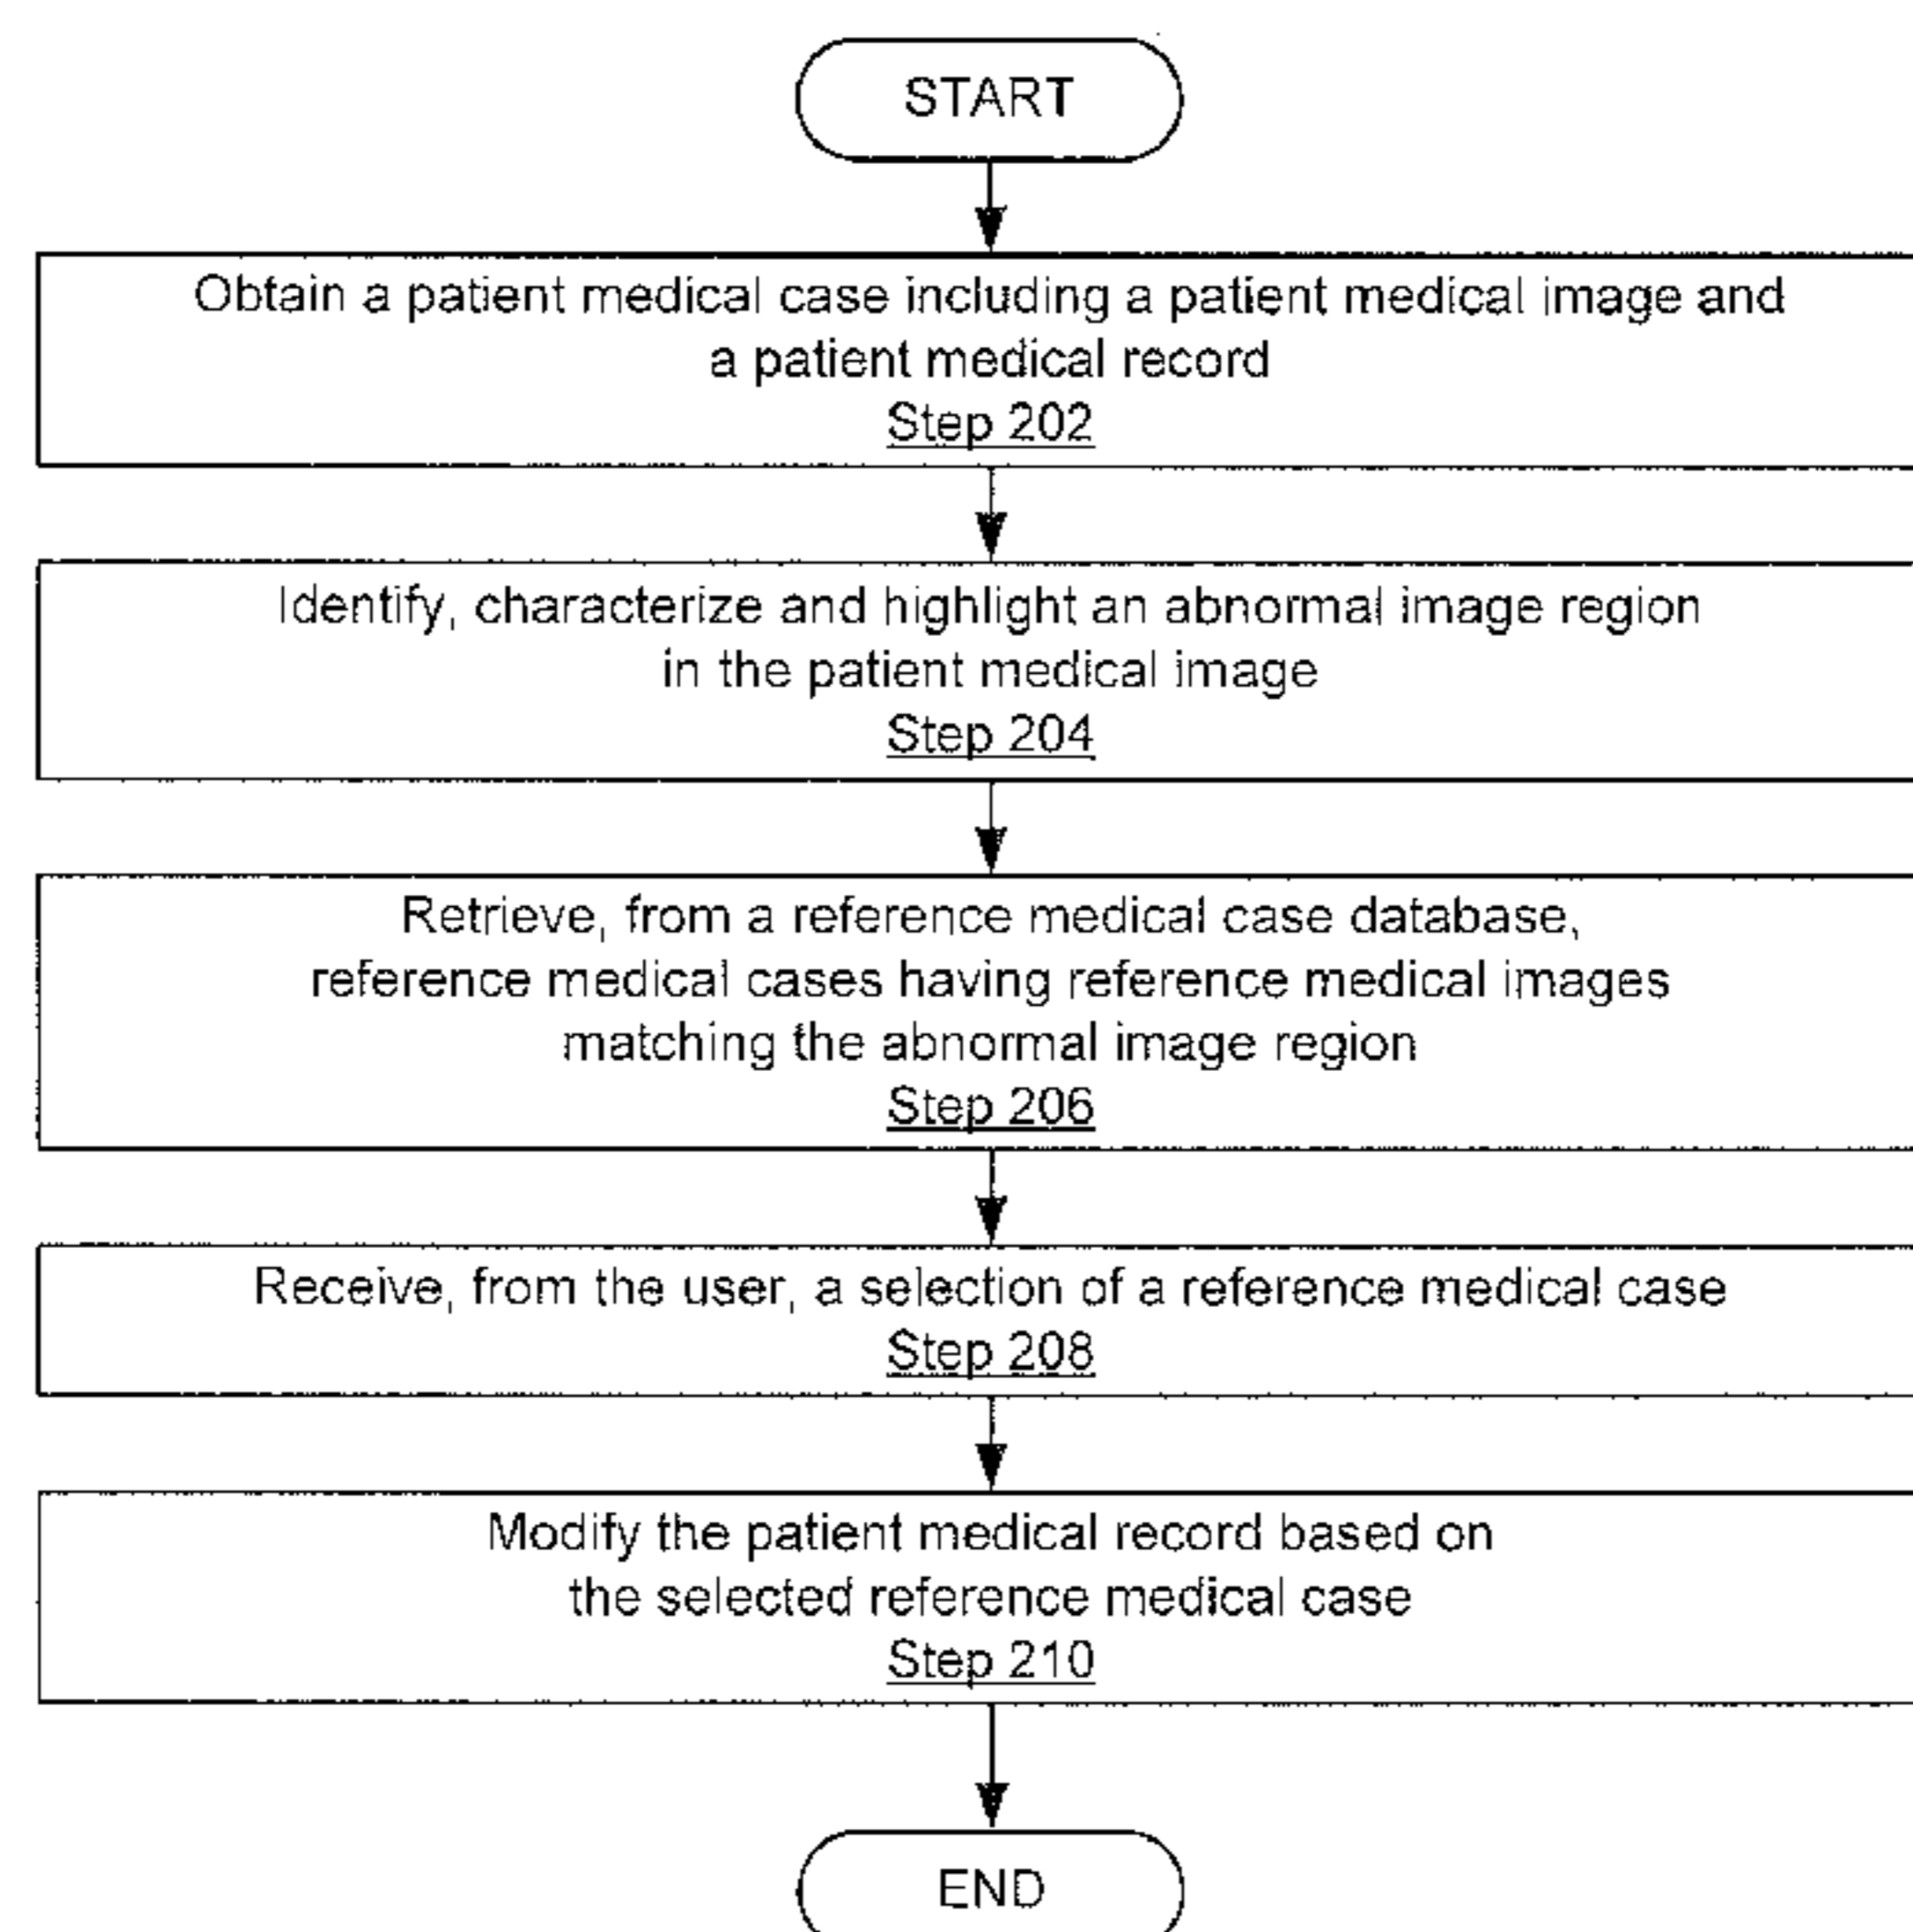 START
Obtain a patient medical case including a patient medical image and
a patient medical record
Step 202
Identify, characterize and highlight an abnormal image region
in the patient medical image
Step 204
Retrieve, from a reference medical case database,
reference medical cases having reference medical images
matching the abnormal image region
Step 206
Receive, from the user, a selection of a reference medical case
Step 208
Modify the patient medical record based on
the selected reference medical case
Step 210
END